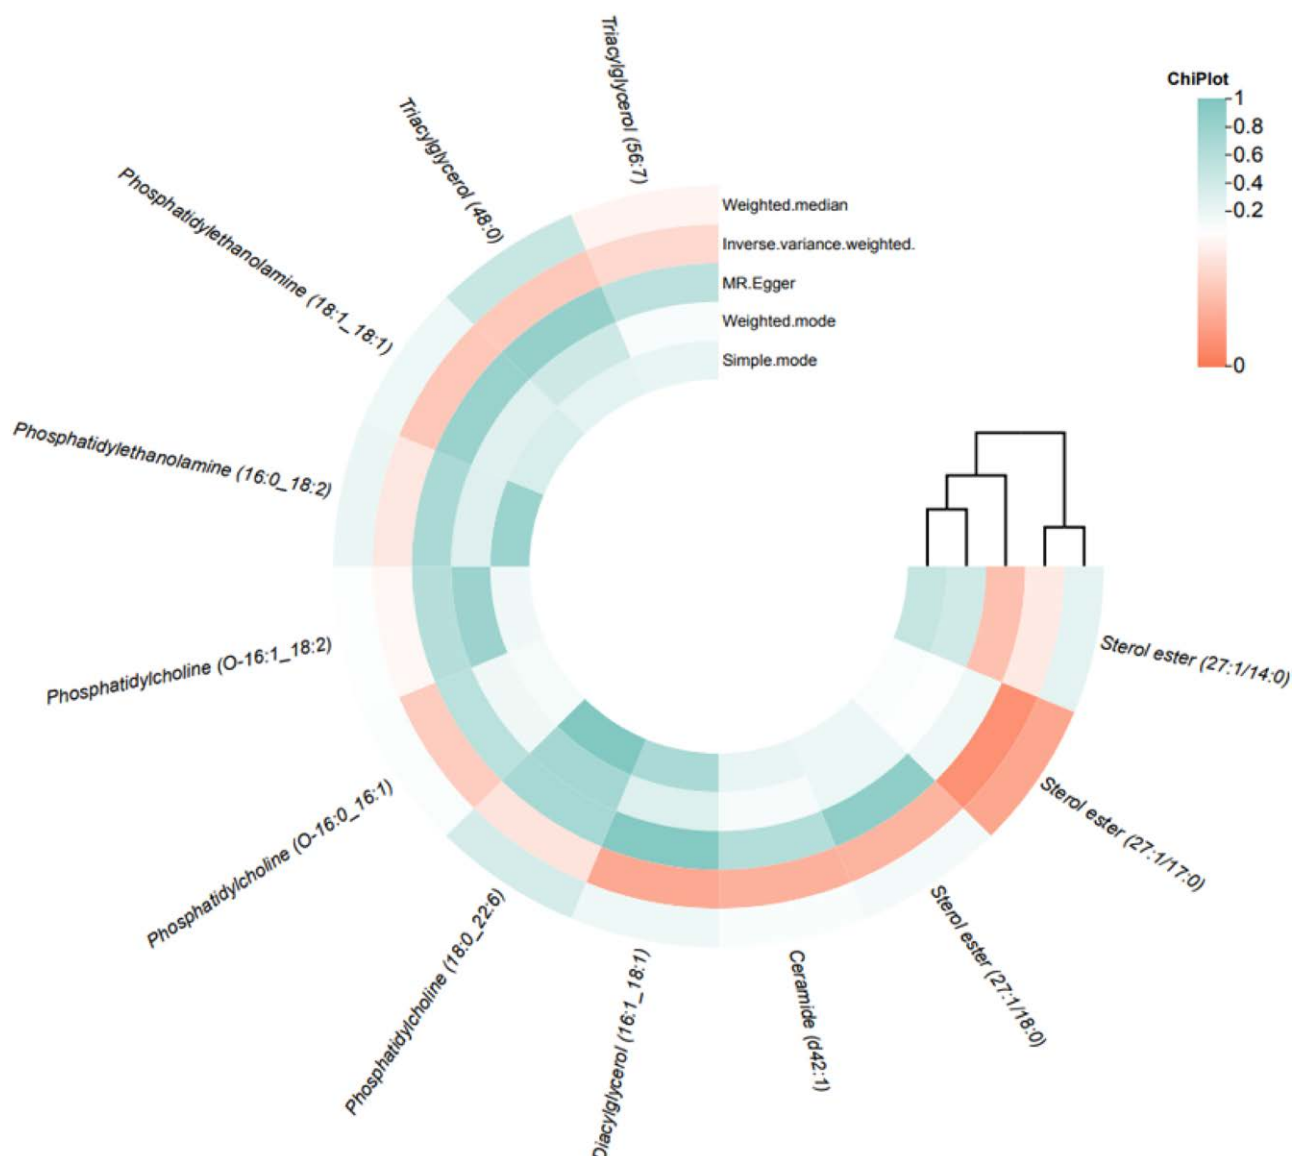 Triacylglycerol (56:7)
Triacylglycerol (48:0)
Phosphatidylethanolamine (18:1_18:1)
Phosphatidylethanolamine (16:0_18:2)
Phosphatidylcholine (O-16:1_18:2)
Phosphatidylcholine (O-16:0_16:1)
Phosphatidylcholine (18:0_22:6)
Diacylglycerol (16:1_18:1)
Ceramide (d42:1)
Sterol ester (27:1/18:0)
Sterol ester (27:1/17:0)
Sterol ester (27:1/14:0)
Weighted.median
Inverse.variance.weighted.
MR.Egger
Weighted.mode
Simple.mode
ChiPlot
1
0.8
0.6
0.4
0.2
0